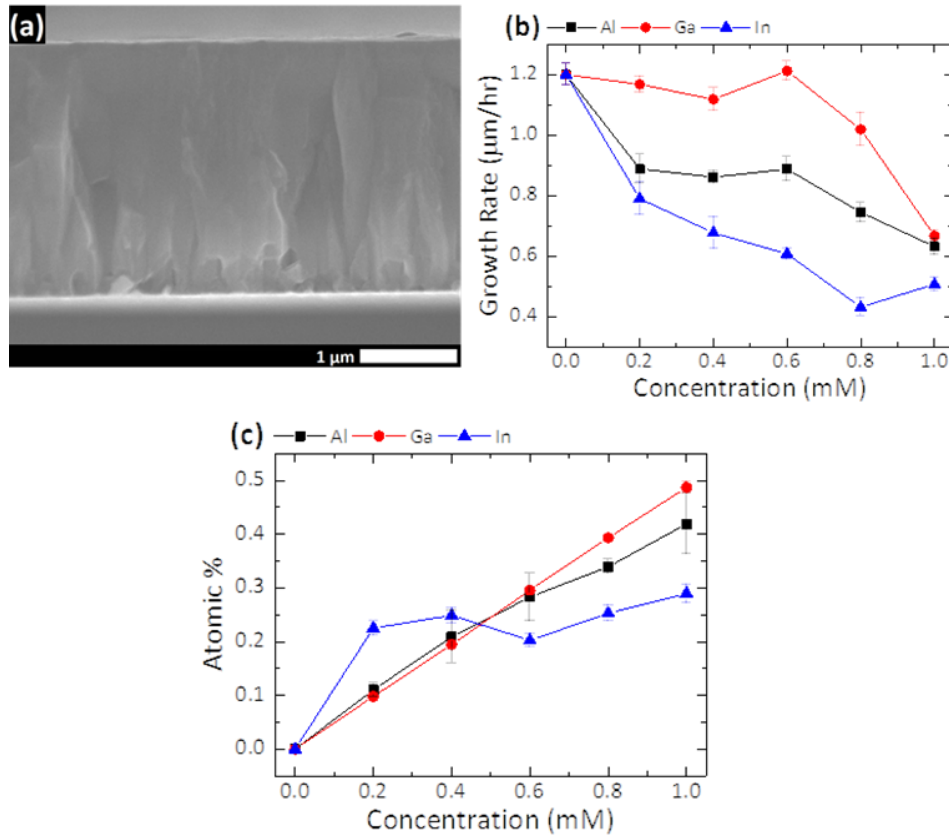 (a)
1 μm
(b)
Al Ga In
1.2
1.0
0.8
0.6
0.4
Growth Rate (μm/hr)
0.0 0.2 0.4 0.6 0.8 1.0
Concentration (mM)
(c)
Al Ga In
0.5
0.4
0.3
0.2
0.1
0.0
Atomic %
0.0 0.2 0.4 0.6 0.8 1.0
Concentration (mM)